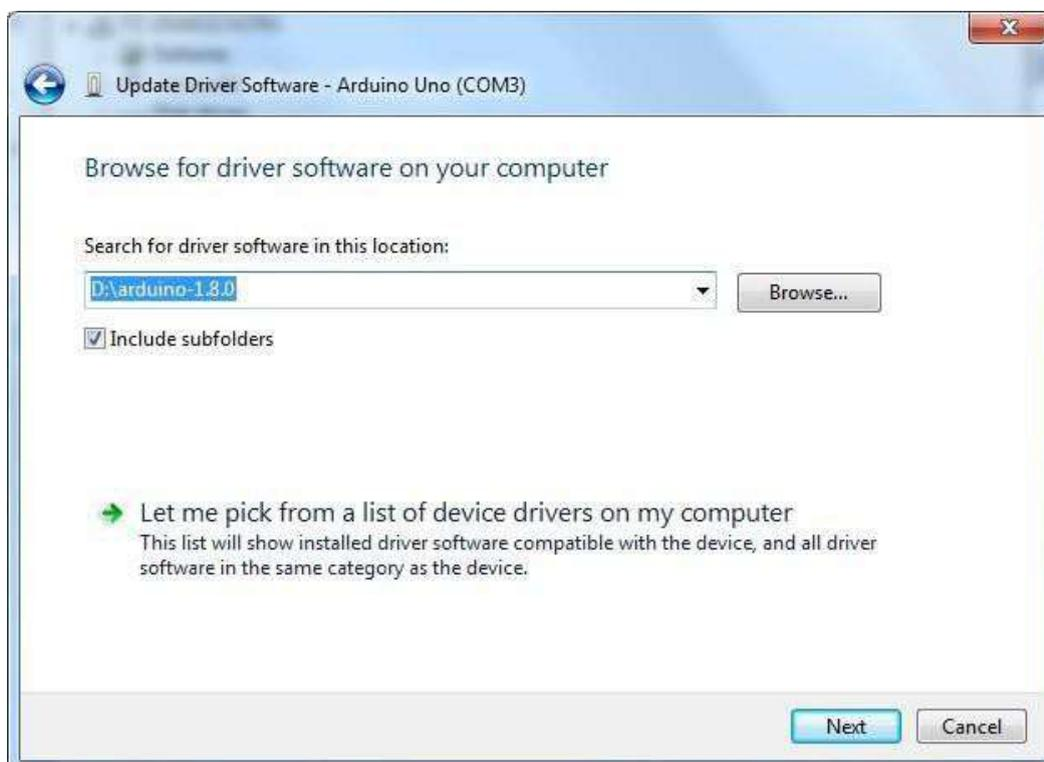 Update Driver Software - Arduino Uno (COM3)
Browse for driver software on your computer
Search for driver software in this location:
D:\arduino-1.8.0
Browse...
Include subfolders
Let me pick from a list of device drivers on my computer
This list will show installed driver software compatible with the device, and all driver
software in the same category as the device.
Next Cancel